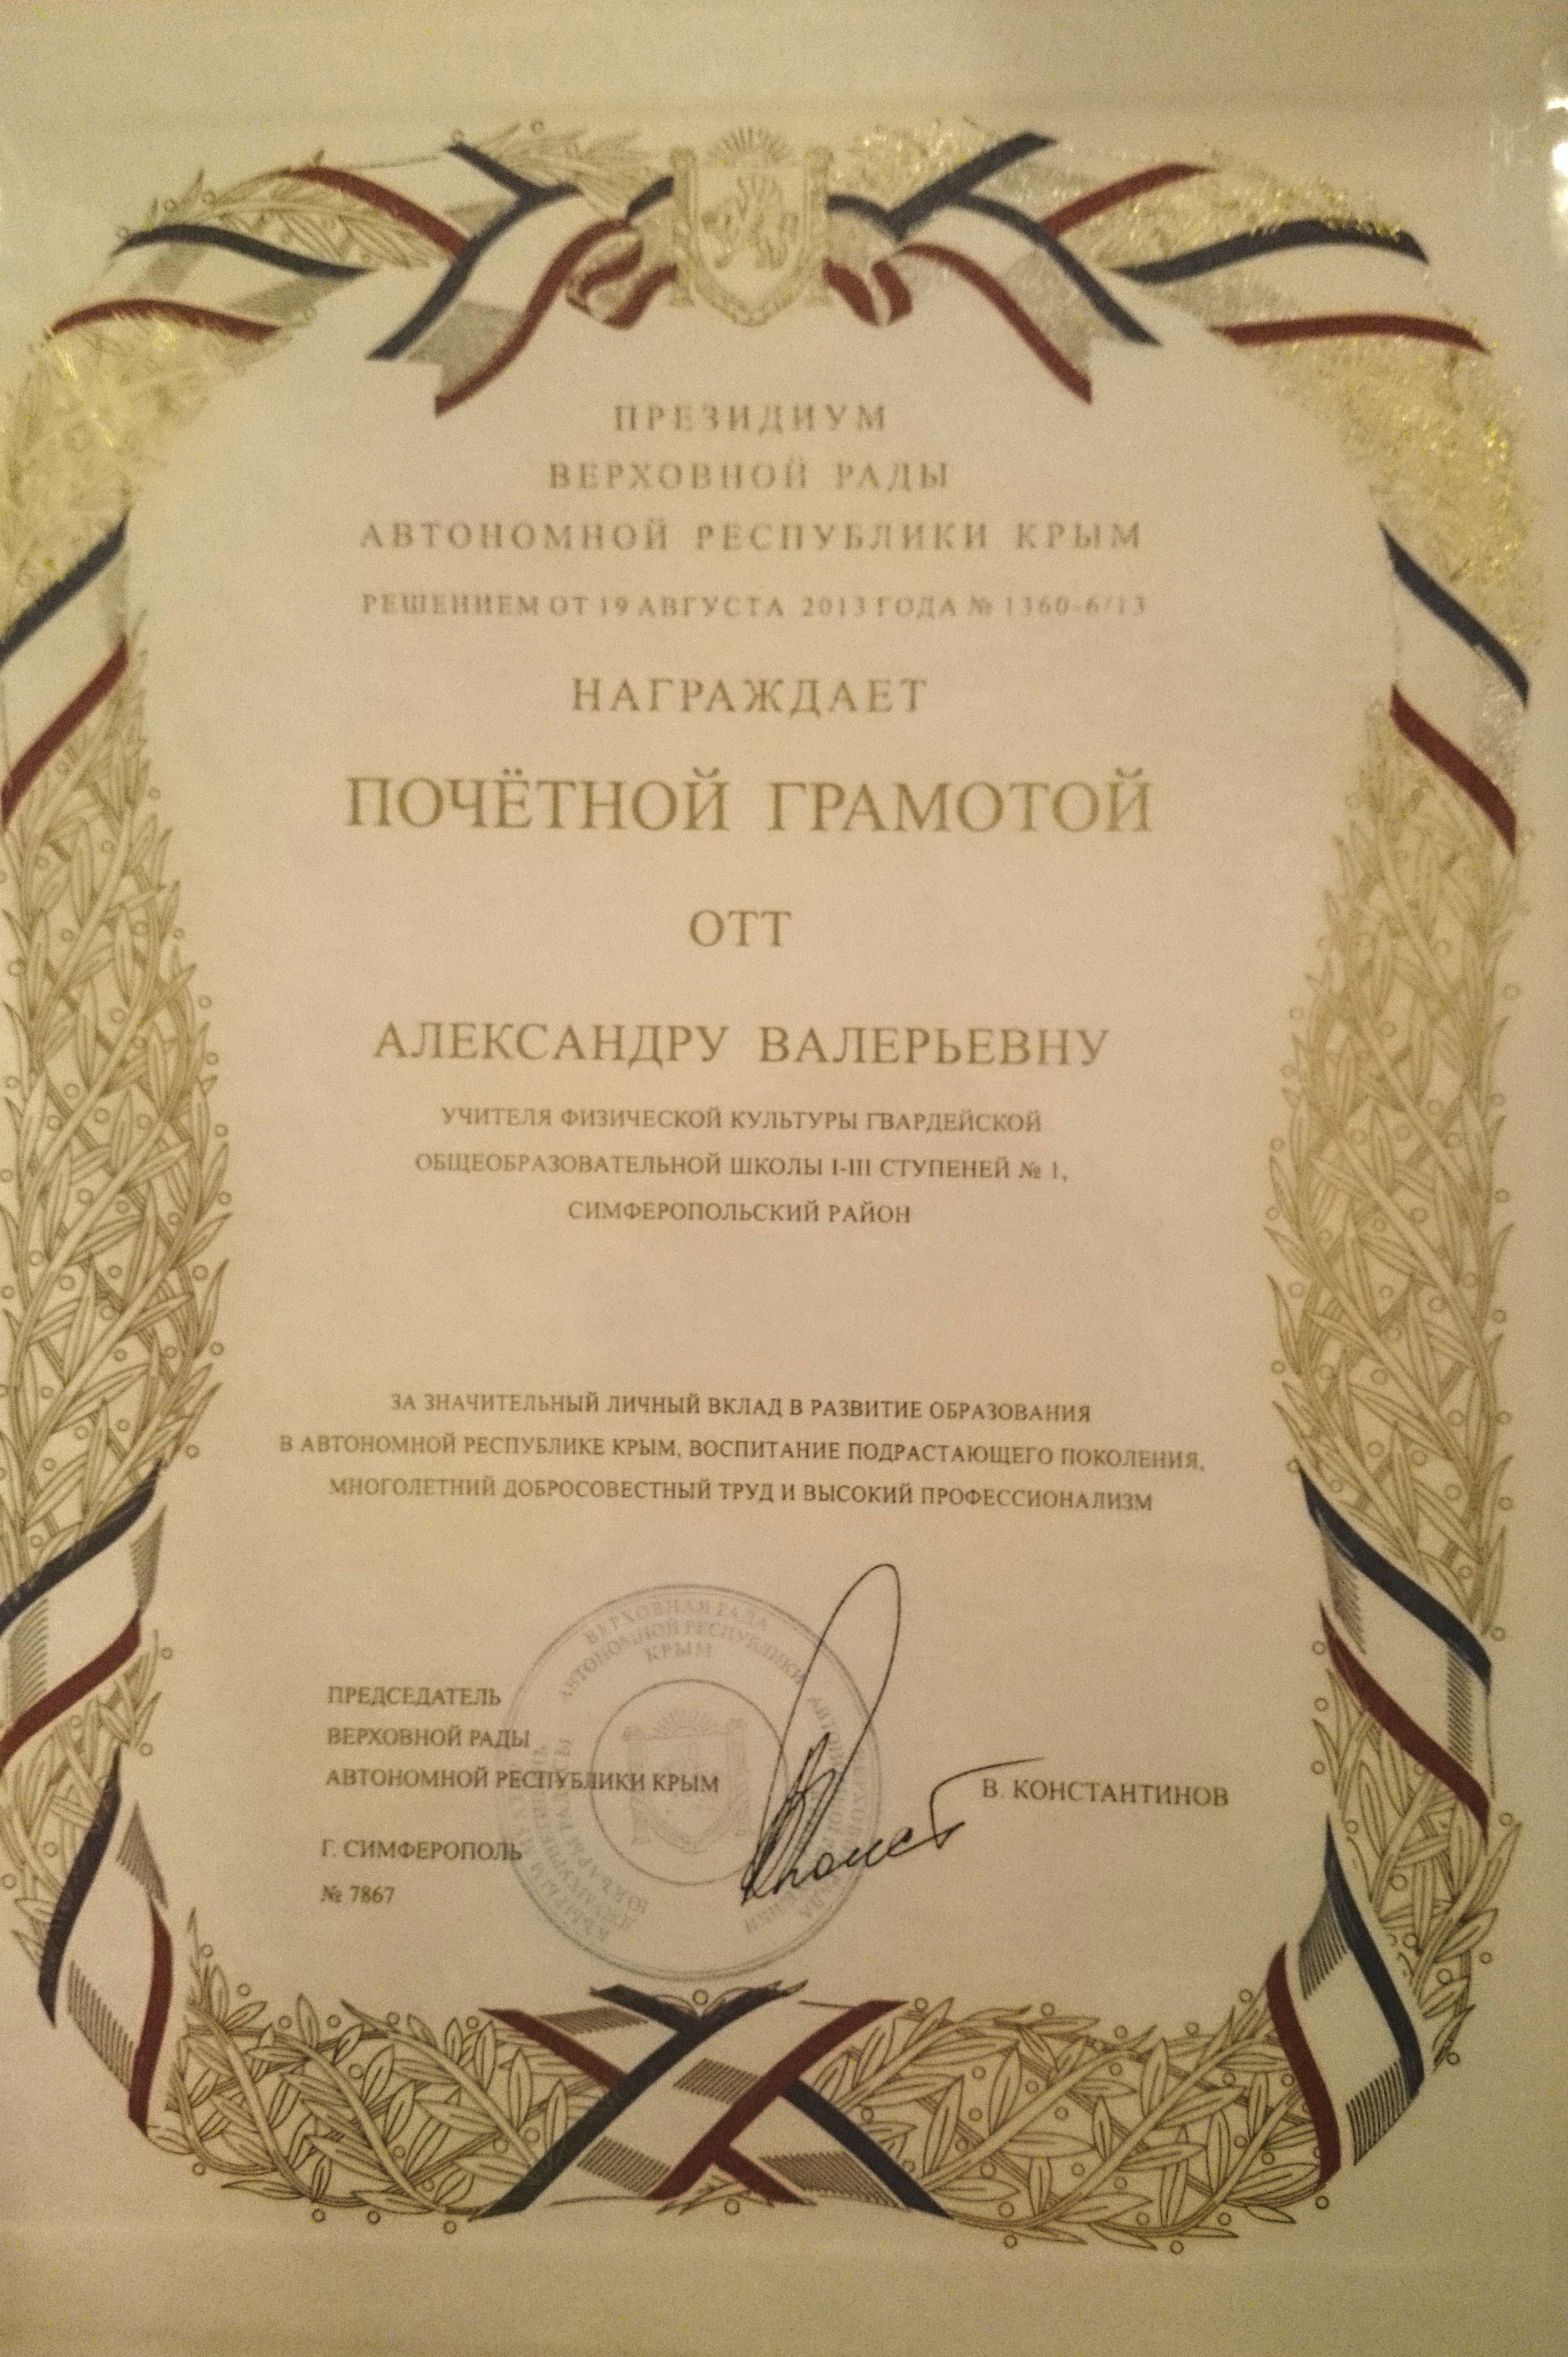 ПРЕЗИДИУМ
ВЕРХОВНОЙ РАДЫ
АВТОНОМНОЙ РЕСПУБЛИКИ КРЫМ
РЕШЕНИЕМ ОТ 19 АВГУСТА 2013 ГОДА № 1360-6/13
НАГРАЖДАЕТ
ПОЧЁТНОЙ ГРАМОТОЙ
ОТТ
АЛЕКСАНДРУ ВАЛЕРЬЕВНУ
УЧИТЕЛЯ ФИЗИЧЕСКОЙ КУЛЬТУРЫ ГВАРДЕЙСКОЙ
ОБЩЕОБРАЗОВАТЕЛЬНОЙ ШКОЛЫ I-III СТУПЕНЕЙ № 1,
СИМФЕРОПОЛЬСКИЙ РАЙОН
ЗА ЗНАЧИТЕЛЬНЫЙ ЛИЧНЫЙ ВКЛАД В РАЗВИТИЕ ОБРАЗОВАНИЯ
В АВТОНОМНОЙ РЕСПУБЛИКЕ КРЫМ, ВОСПИТАНИЕ ПОДРАСТАЮЩЕГО ПОКОЛЕНИЯ,
МНОГОЛЕТНИЙ ДОБРОСОВЕСТНЫЙ ТРУД И ВЫСОКИЙ ПРОФЕССИОНАЛИЗМ
ВЕРХОВНАЯ РАДА
АВТОНОМНОЙ РЕСПУБЛИКИ
КРЫМ
ПРЕДСЕДАТЕЛЬ
ВЕРХОВНОЙ РАДЫ
АВТОНОМНОЙ РЕСПУБЛИКИ КРЫМ
В. КОНСТАНТИНОВ
Г. СИМФЕРОПОЛЬ
№ 7867